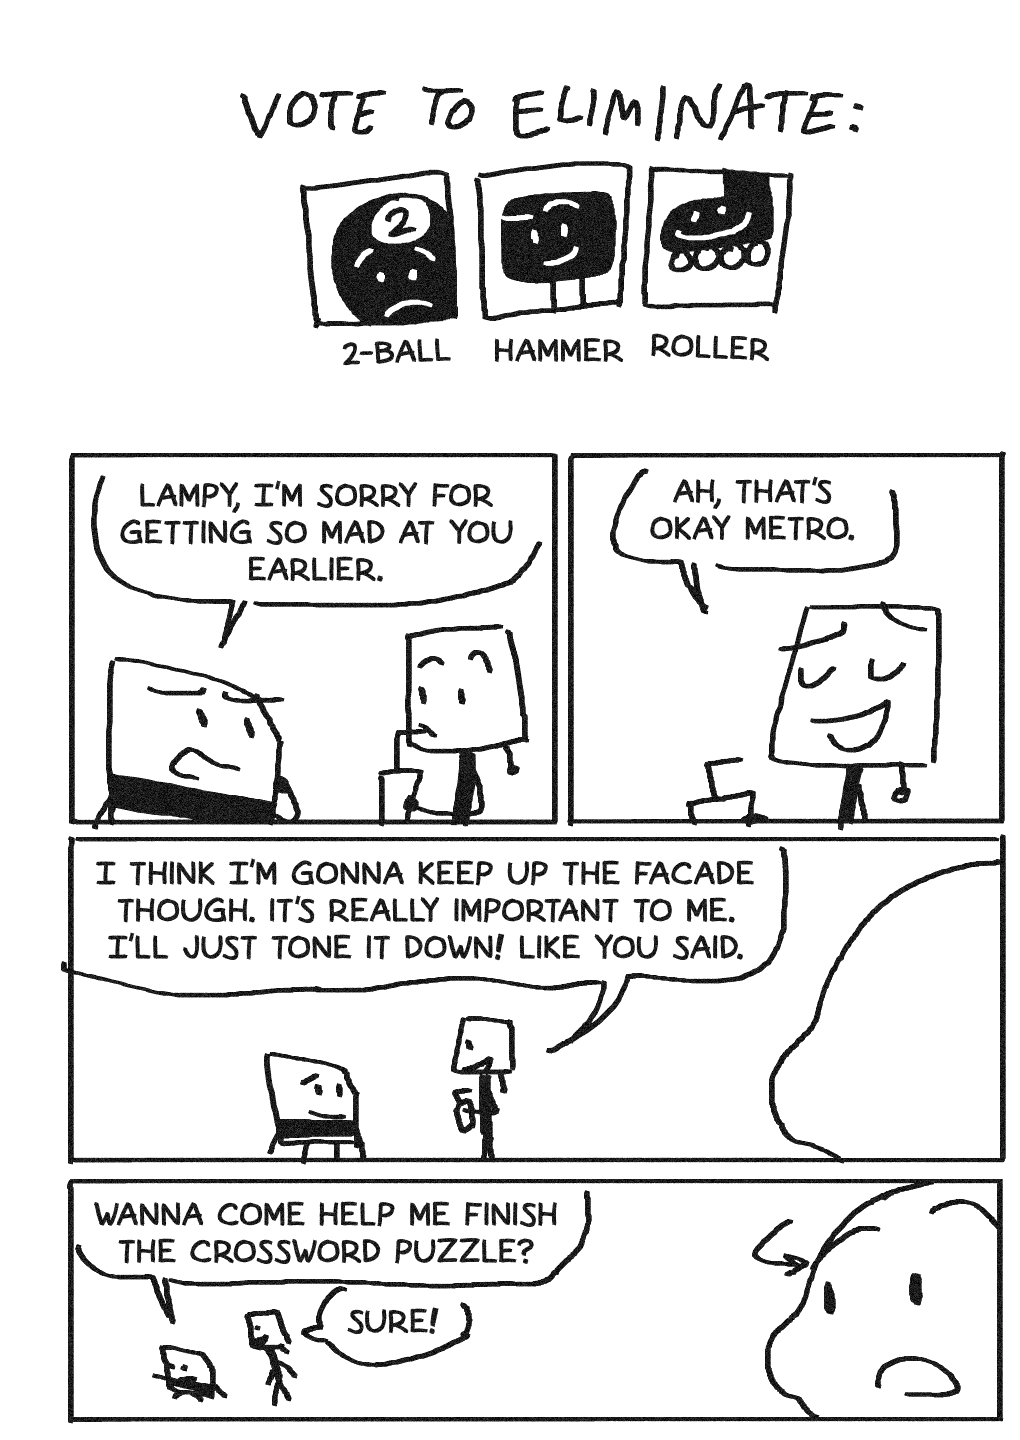 VOTE TO ELIMINATE:
2
2-BALL HAMMER ROLLER
LAMPY, I'M SORRY FOR
GETTING SO MAD AT YOU
EARLIER.
AH, THAT'S
OKAY METRO.
I THINK I'M GONNA KEEP UP THE FACADE
THOUGH. IT'S REALLY IMPORTANT TO ME.
I'LL JUST TONE IT DOWN! LIKE YOU SAID.
WANNA COME HELP ME FINISH
THE CROSSWORD PUZZLE?
SURE!